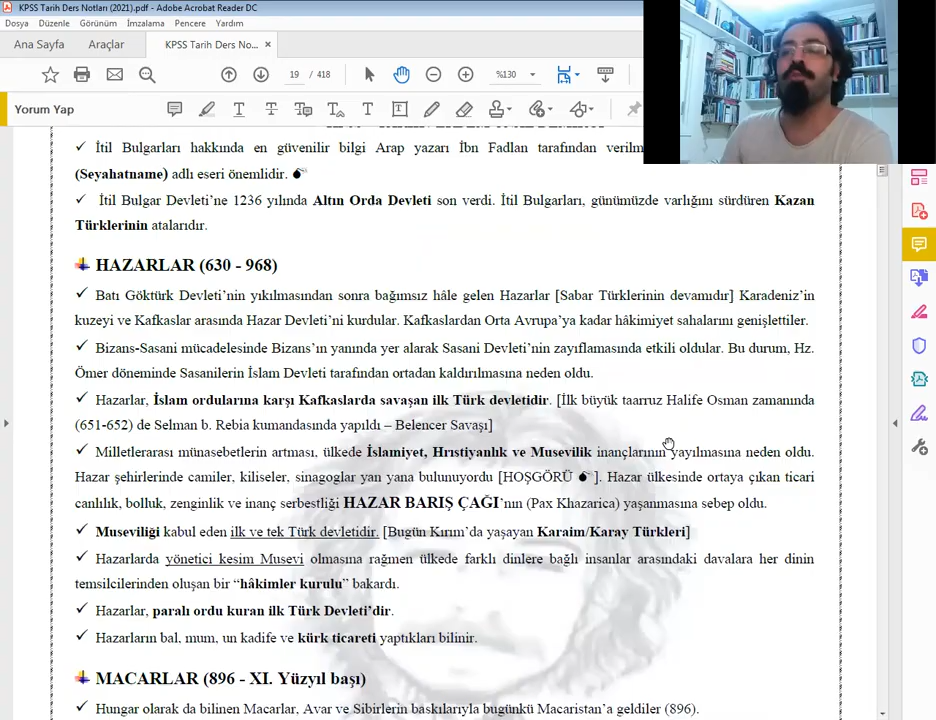 KPSS Tarih Ders Notları (2021).pdf - Adobe Acrobat Reader DC
Dosya Düzenle Görünüm İmzalama Pencere Yardım
Ana Sayfa Araçlar KPSS Tarih Ders No... ×
19 / 418 %130
Yorum Yap
✓ İtil Bulgarları hakkında en güvenilir bilgi Arap yazarı İbn Fadlan tarafından
(Seyahatname) adlı eseri önemlidir.
✓ İtil Bulgar Devleti’ne 1236 yılında Altın Orda Devleti son verdi. İtil Bulgarları, günümüzde varlığını sürdüren Kazan
Türklerinin atalarıdır.
HAZARLAR (630 - 968)
✓ Batı Göktürk Devleti’nin yıkılmasından sonra bağımsız hâle gelen Hazarlar [Sabar Türklerinin devamıdır] Karadeniz’in
kuzeyi ve Kafkaslar arasında Hazar Devleti’ni kurdular. Kafkaslardan Orta Avrupa’ya kadar hâkimiyet sahalarını genişlettiler.
✓ Bizans-Sasani mücadelesinde Bizans’ın yanında yer alarak Sasani Devleti’nin zayıflamasında etkili oldular. Bu durum, Hz.
Ömer döneminde Sasanilerin İslam Devleti tarafından ortadan kaldırılmasına neden oldu.
✓ Hazarlar, İslam ordularına karşı Kafkaslarda savaşan ilk Türk devletidir. [İlk büyük taarruz Halife Osman zamanında
(651-652) de Selman b. Rebia kumandasında yapıldı – Belencer Savaşı]
✓ Milletlerarası münasebetlerin artması, ülkede İslamiyet, Hristiyanlık ve Musevilik inançlarının yayılmasına neden oldu.
Hazar şehirlerinde camiler, kiliseler, sinagoglar yan yana bulunuyordu [HOŞGÖRÜ]. Hazar ülkesinde ortaya çıkan ticari
canlılık, bolluk, zenginlik ve inanç serbestliği HAZAR BARIŞ ÇAĞI’nın (Pax Khazarica) yaşanmasına sebep oldu.
✓ Museviliği kabul eden ilk ve tek Türk devletidir. [Bugün Kırım’da yaşayan Karaim/Karay Türkleri]
✓ Hazarlarda yönetici kesim Musevi olmasına rağmen ülkede farklı dinlere bağlı insanlar arasındaki davalara her dinin
temsilcilerinden oluşan bir “hâkimler kurulu” bakardı.
✓ Hazarlar, paralı ordu kuran ilk Türk Devleti’dir.
✓ Hazarların bal, mum, un kadife ve kürk ticareti yaptıkları bilinir.
MACARLAR (896 - XI. Yüzyıl başı)
✓ Hungar olarak da bilinen Macarlar, Avar ve Sibirlerin baskılarıyla bugünkü Macaristan’a geldiler (896).